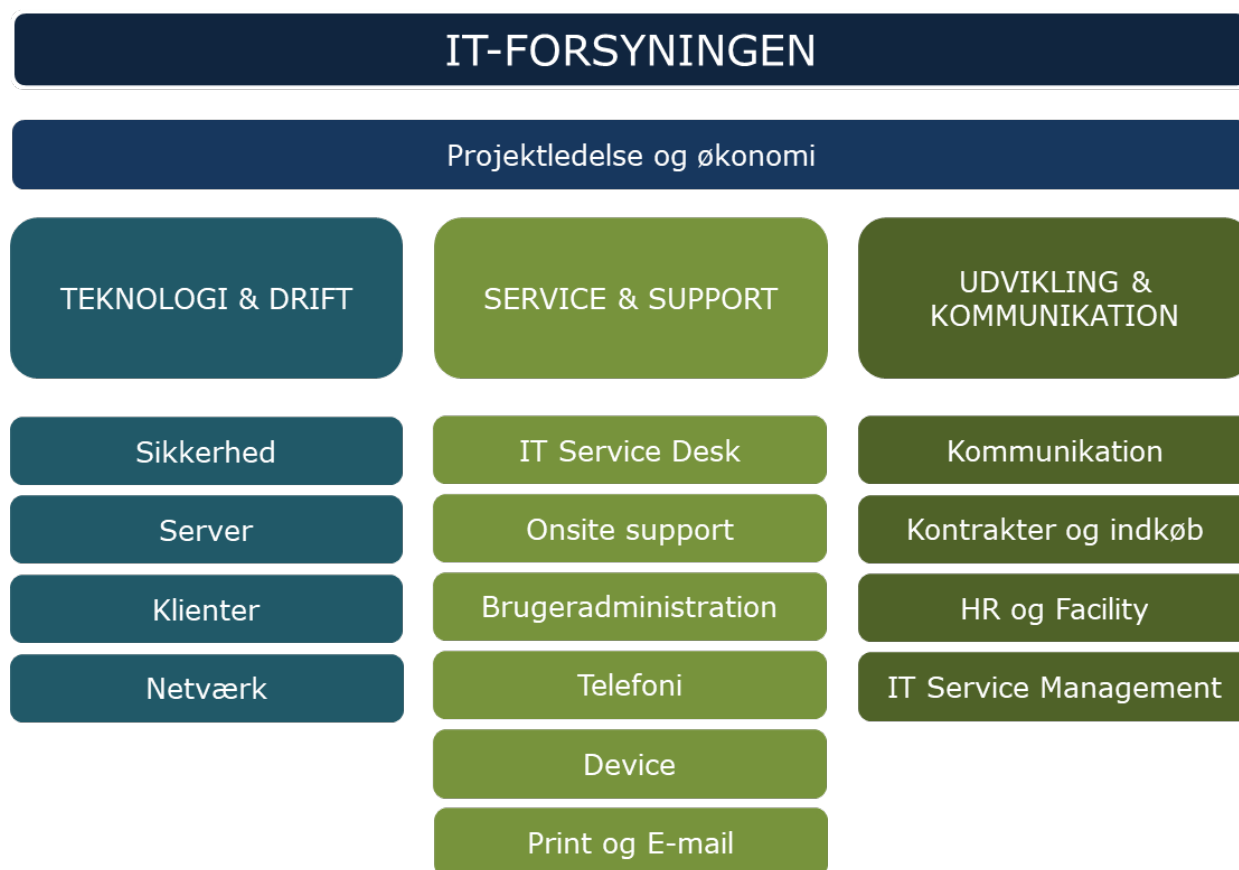 IT-FORSYNINGEN
Projektledelse og økonomi
TEKNOLOGI & DRIFT
Sikkerhed
Server
Klienter
Netværk
SERVICE & SUPPORT
IT Service Desk
Onsite support
Brugeradministration
Telefoni
Device
Print og E-mail
UDVIKLING &
KOMMUNIKATION
Kommunikation
Kontrakter og indkøb
HR og Facility
IT Service Management